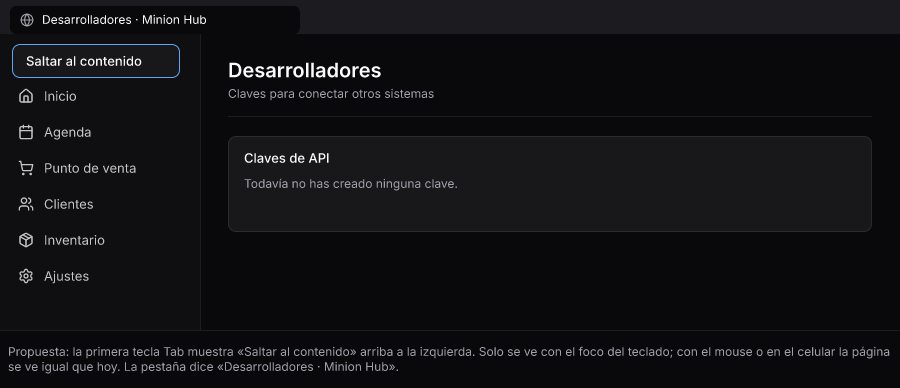 Desarrolladores · Minion Hub
Saltar al contenido
Inicio
Agenda
Punto de venta
Clientes
Inventario
Ajustes
Desarrolladores
Claves para conectar otros sistemas
Claves de API
Todavía no has creado ninguna clave.
Propuesta: la primera tecla Tab muestra «Saltar al contenido» arriba a la izquierda. Solo se ve con el foco del teclado; con el mouse o en el celular la página
se ve igual que hoy. La pestaña dice «Desarrolladores · Minion Hub».